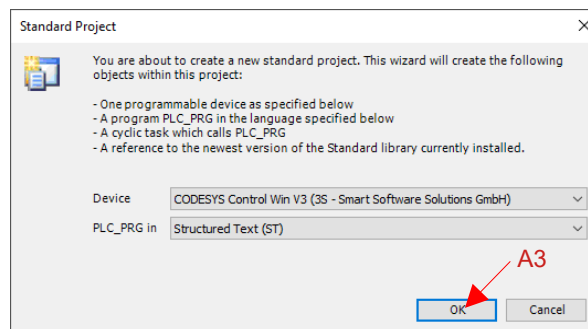 Standard Project
You are about to create a new standard project. This wizard will create the following
objects within this project:
- One programmable device as specified below
- A program PLC_PRG in the language specified below
- A cyclic task which calls PLC_PRG
- A reference to the newest version of the Standard library currently installed.
Device
CODESYS Control Win V3 (3S - Smart Software Solutions GmbH)
PLC_PRG in
Structured Text (ST)
A3
OK
Cancel